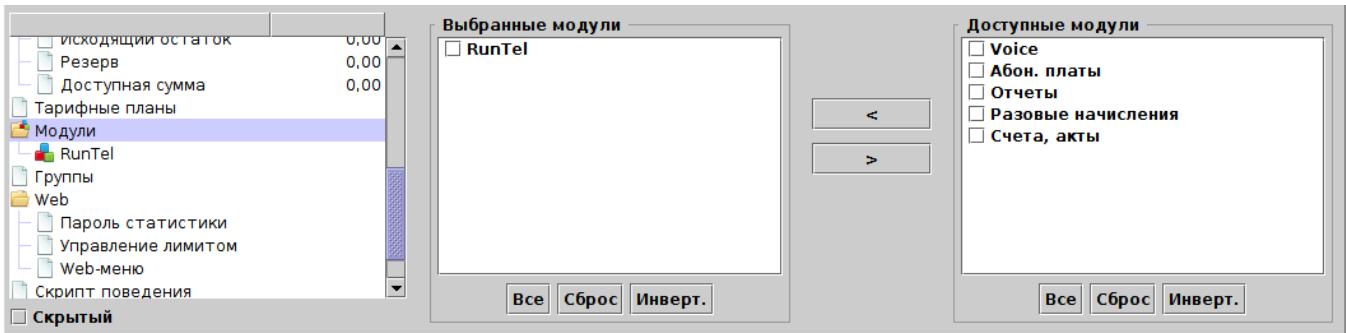 Исходящий остаток 0,00
Резерв 0,00
Доступная сумма 0,00
Тарифные планы
Модули
RunTel
Группы
Web
Пароль статистики
Управление лимитом
Web-меню
Скрипт поведения
Скрытый
Выбранные модули
RunTel
Все Сброс Инверт.
<
>
Доступные модули
Voice
Абон. платы
Отчеты
Разовые начисления
Счета, акты
Все Сброс Инверт.